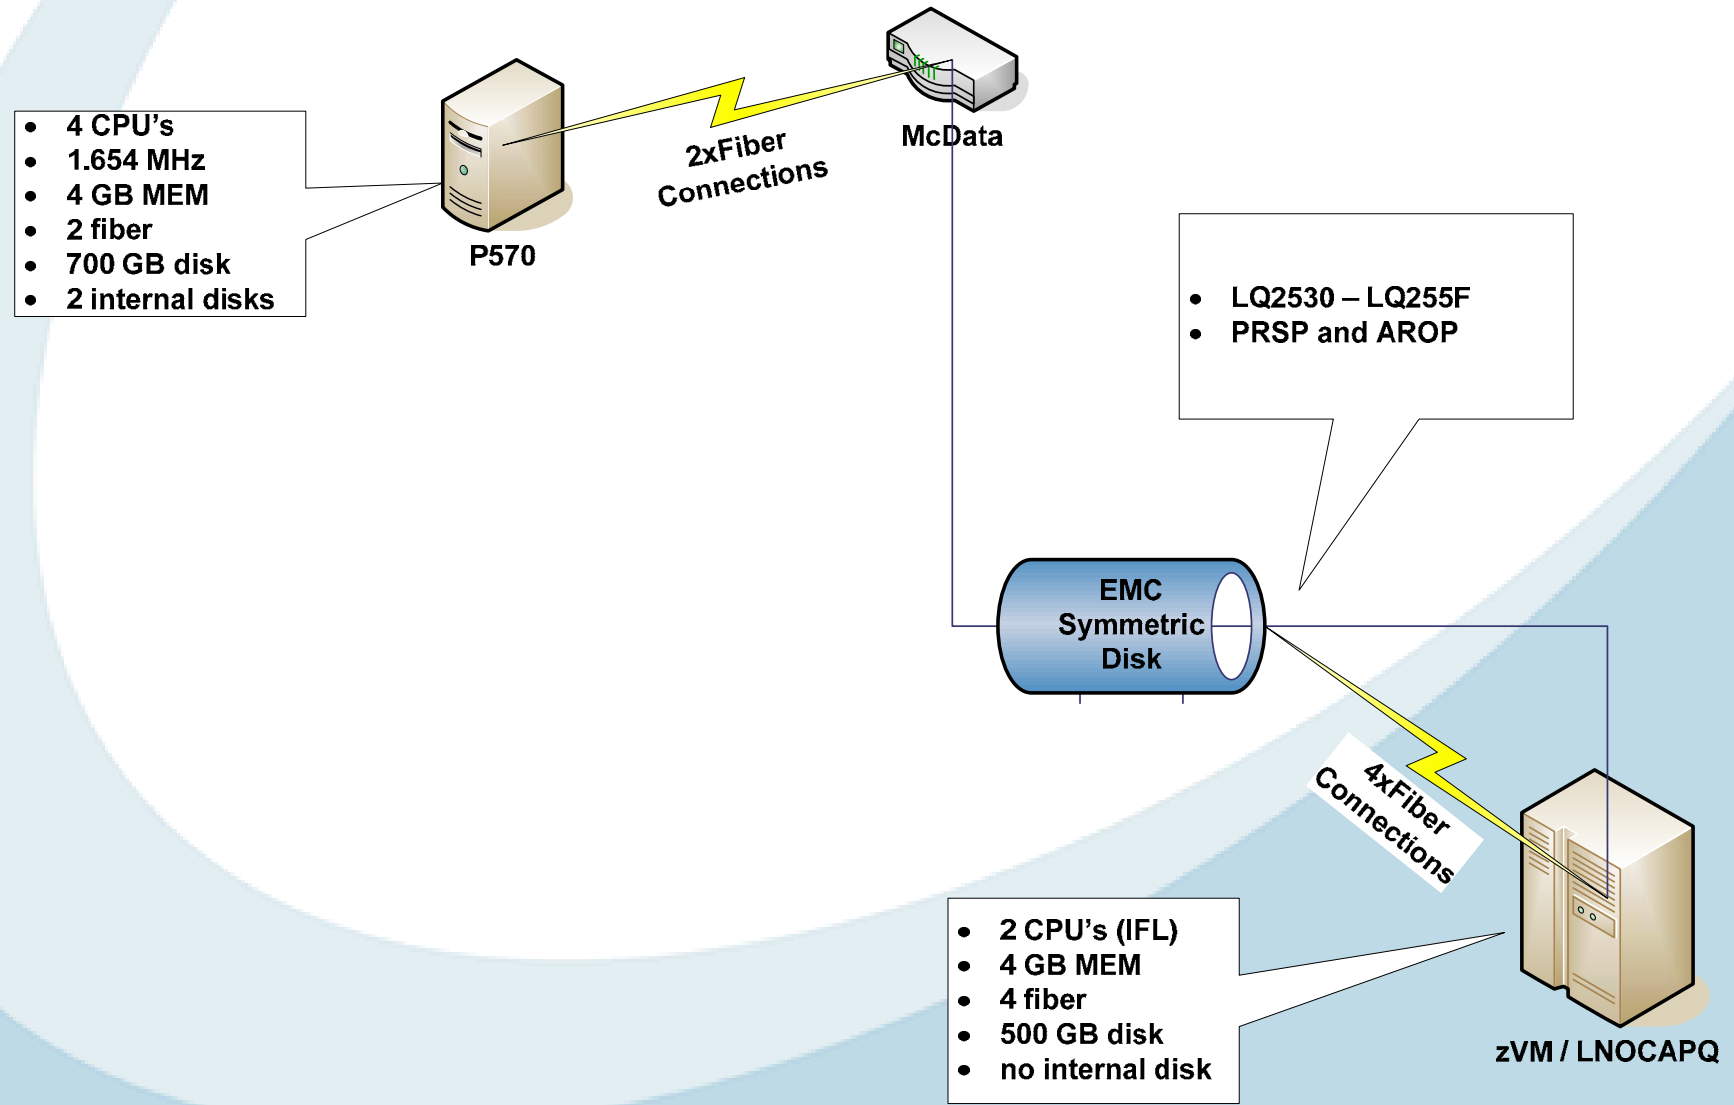 McData
• 4 CPU's
• 1.654 MHz
• 4 GB MEM
• 2 fiber
• 700 GB disk
• 2 internal disks
P570
2xFiber
Connections
• LQ2530 – LQ255F
• PRSP and AROP
EMC
Symmetric
Disk
4xFiber
Connections
• 2 CPU's (IFL)
• 4 GB MEM
• 4 fiber
• 500 GB disk
• no internal disk
zVM / LNOCAPQ